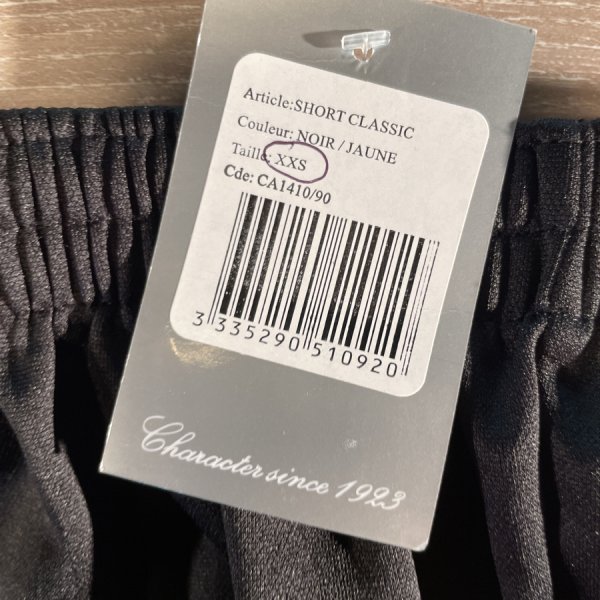 Article:SHORT CLASSIC
Couleur: NOIR / JAUNE
Taille: XXS
Cde: CA1410/90
3 335290 510920
Character since 1923